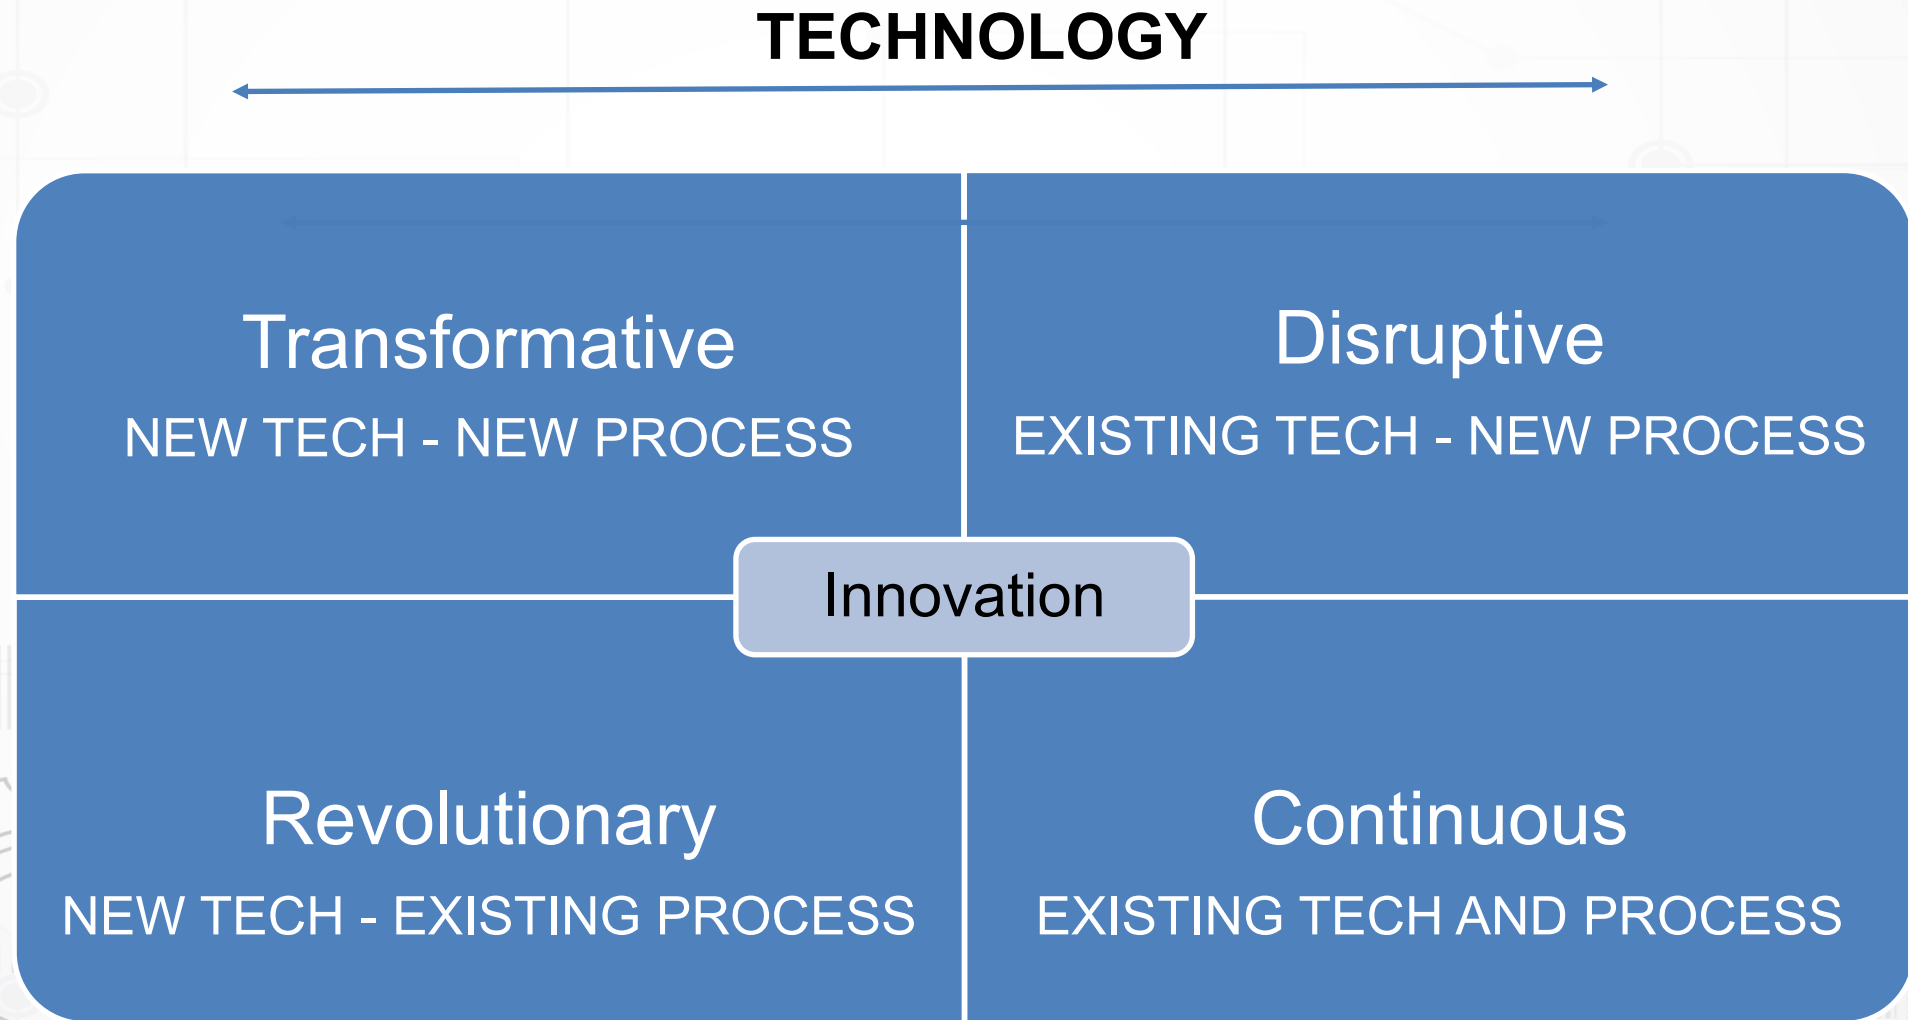 TECHNOLOGY
Transformative
NEW TECH - NEW PROCESS
Disruptive
EXISTING TECH - NEW PROCESS
Innovation
Revolutionary
NEW TECH - EXISTING PROCESS
Continuous
EXISTING TECH AND PROCESS